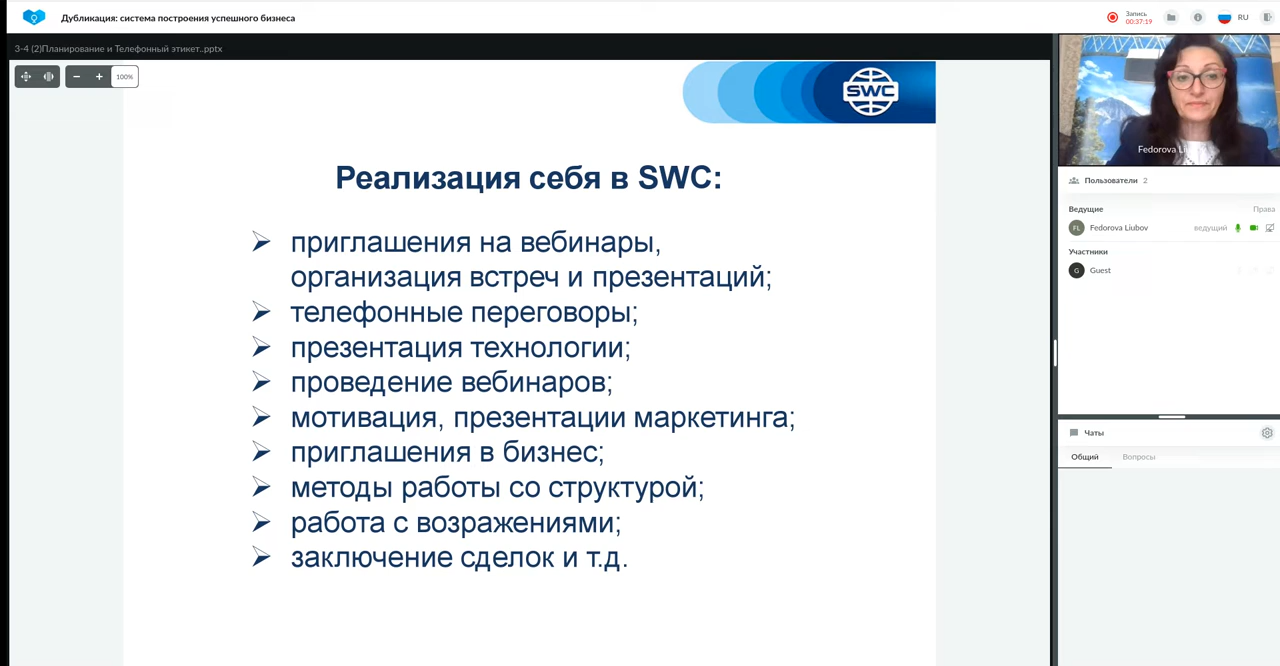 Дубликация: система построения успешного бизнеса
Запись
00:37:19
RU
3-4 (2)Планирование и Телефонный этикет..pptx
100%
SWC
Реализация себя в SWC:
приглашения на вебинары,
организация встреч и презентаций;
телефонные переговоры;
презентация технологии;
проведение вебинаров;
мотивация, презентации маркетинга;
приглашения в бизнес;
методы работы со структурой;
работа с возражениями;
заключение сделок и т.д.
Fedorova
Пользователи 2
Ведущие Права
FL Fedorova Liubov ведущий
Участники
G Guest
Чаты
Общий Вопросы